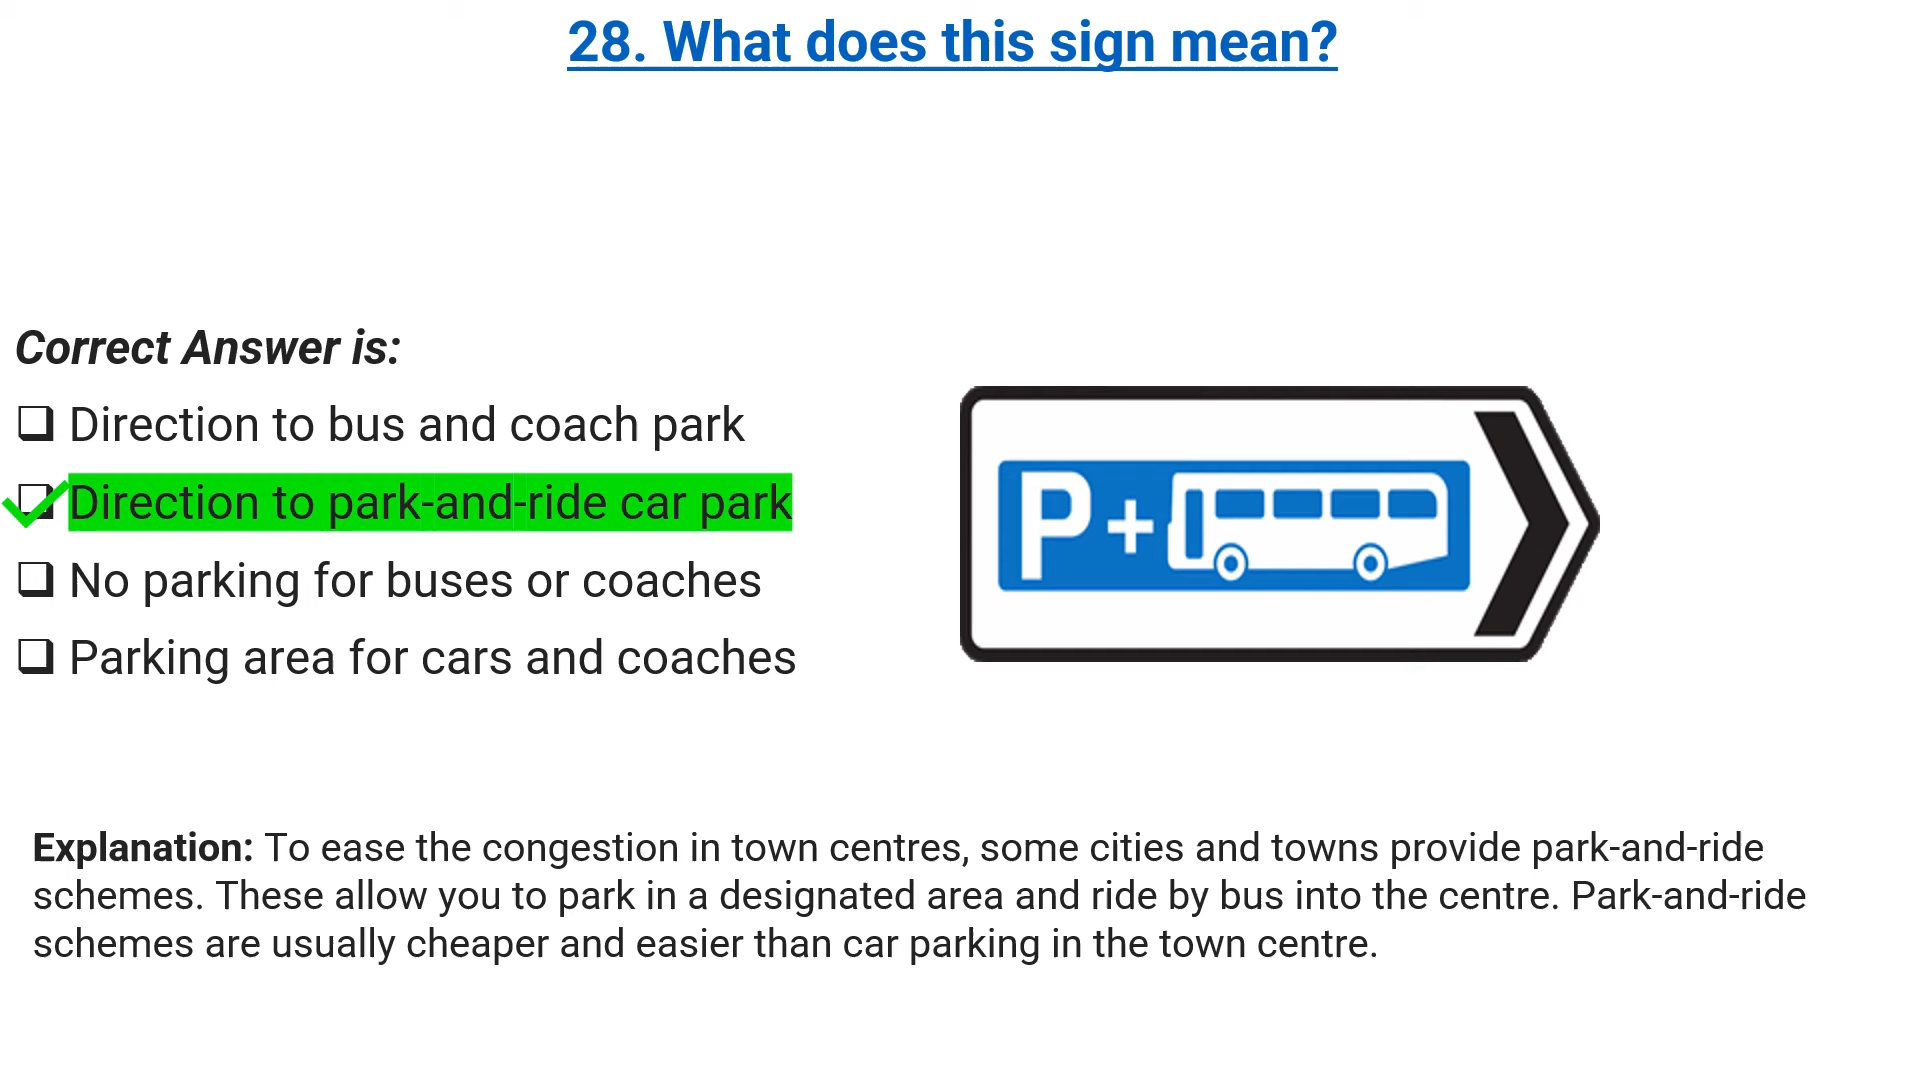 28. What does this sign mean?
Correct Answer is:
Direction to bus and coach park
Direction to park-and-ride car park
No parking for buses or coaches
Parking area for cars and coaches
P+
Explanation: To ease the congestion in town centres, some cities and towns provide park-and-ride
schemes. These allow you to park in a designated area and ride by bus into the centre. Park-and-ride
schemes are usually cheaper and easier than car parking in the town centre.